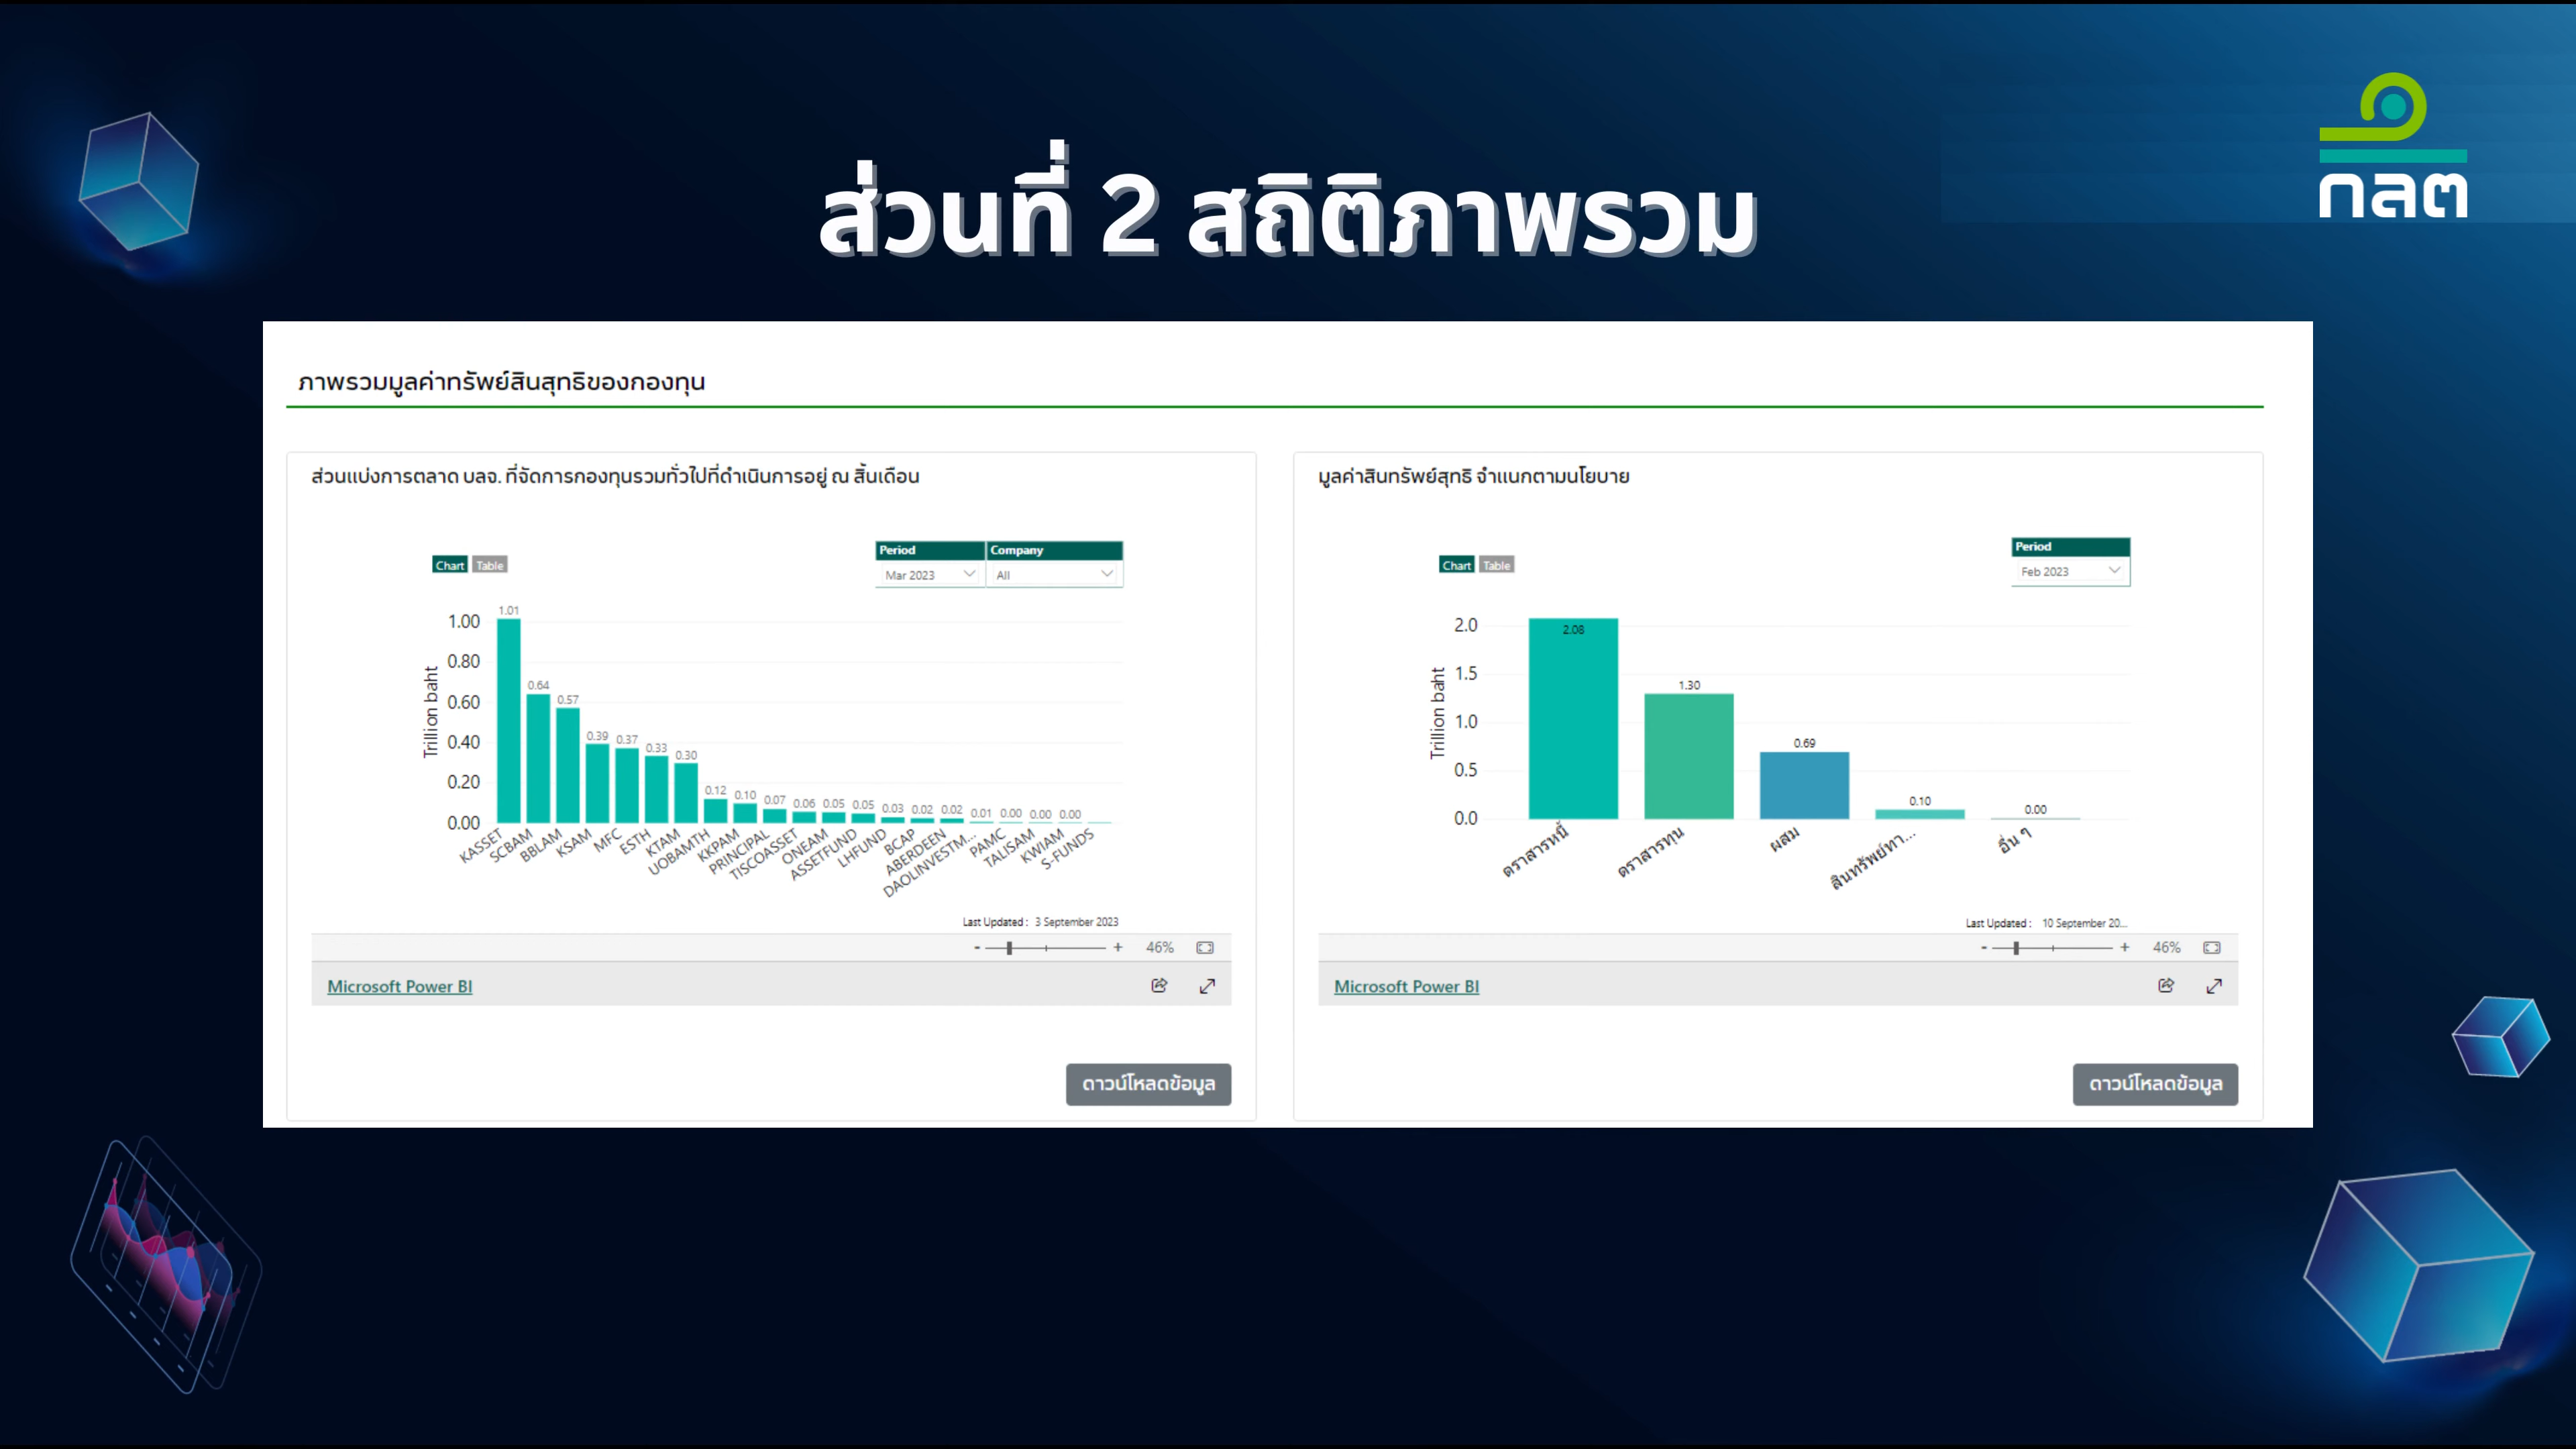 กลต
ส่วนที่ 2 สถิติภาพรวม
ภาพรวมมูลค่าทรัพย์สินสุทธิของกองทุน
ส่วนแบ่งการตลาด บลจ. ที่จัดการกองทุนรวมทั่วไปที่ดำเนินการอยู่ ณ สิ้นเดือน
Chart Table
Period Company
Mar 2023 All
Trillion baht
1.00
0.80
0.60
0.40
0.20
0.00
1.01 0.64 0.57 0.39 0.37 0.33 0.30 0.12 0.10 0.07 0.06 0.05 0.05 0.03 0.02 0.02 0.01 0.00 0.00 0.00
KASSET
SCBAM
BBLAM
KSAM
MFC
ESTH
KTAM
UOBAMTH
KKPAM
PRINCIPAL
TISCOASSET
ONEAM
ASSETFUND
LHFUND
BCAP
ABERDEEN
DAOLINVESTM...
PAMC
TALISAM
KWIAM
S-FUNDS
Last Updated : 3 September 2023
- + 46%
Microsoft Power BI
ดาวน์โหลดข้อมูล
มูลค่าสินทรัพย์สุทธิ จำแนกตามนโยบาย
Chart Table
Period
Feb 2023
Trillion baht
2.0
1.5
1.0
0.5
0.0
2.08 1.30 0.69 0.10 0.00
ตราสารหนี้
ตราสารทุน
ผสม
สินทรัพย์ทา...
อื่น ๆ
Last Updated : 10 September 20...
- + 46%
Microsoft Power BI
ดาวน์โหลดข้อมูล